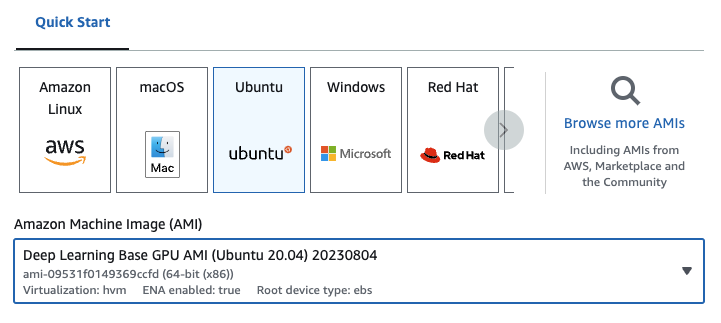 Quick Start
Amazon
Linux
aws
macOS
Mac
Ubuntu
ubuntu
Windows
Microsoft
Red Hat
Red Hat
Browse more AMIs
Including AMIs from
AWS, Marketplace and
the Community
Amazon Machine Image (AMI)
Deep Learning Base GPU AMI (Ubuntu 20.04) 20230804
ami-09531f0149369ccfd (64-bit (x86))
Virtualization: hvm ENA enabled: true Root device type: ebs